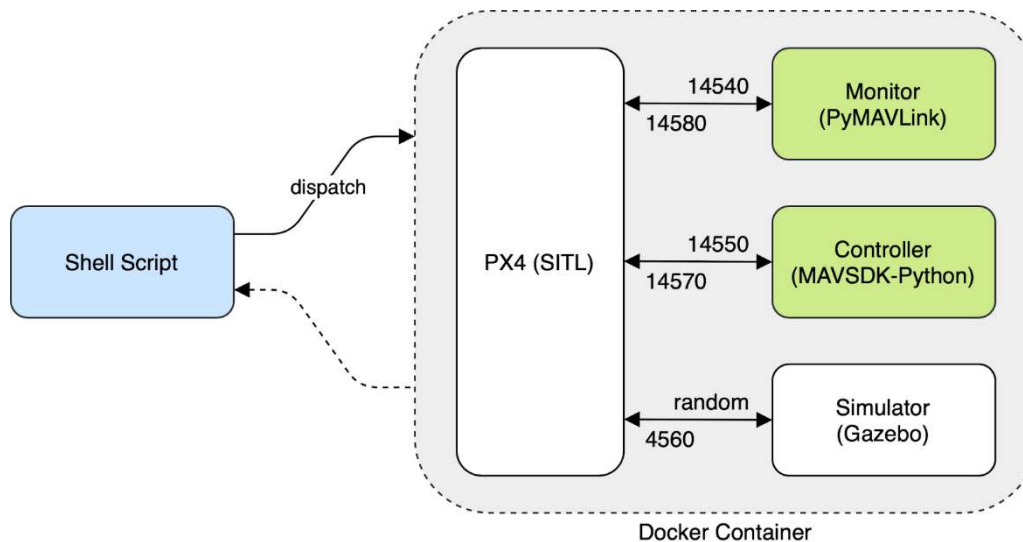 Shell Script
dispatch
PX4 (SITL)
14540
14580
Monitor
(PyMAVLink)
14550
14570
Controller
(MAVSDK-Python)
random
4560
Simulator
(Gazebo)
Docker Container